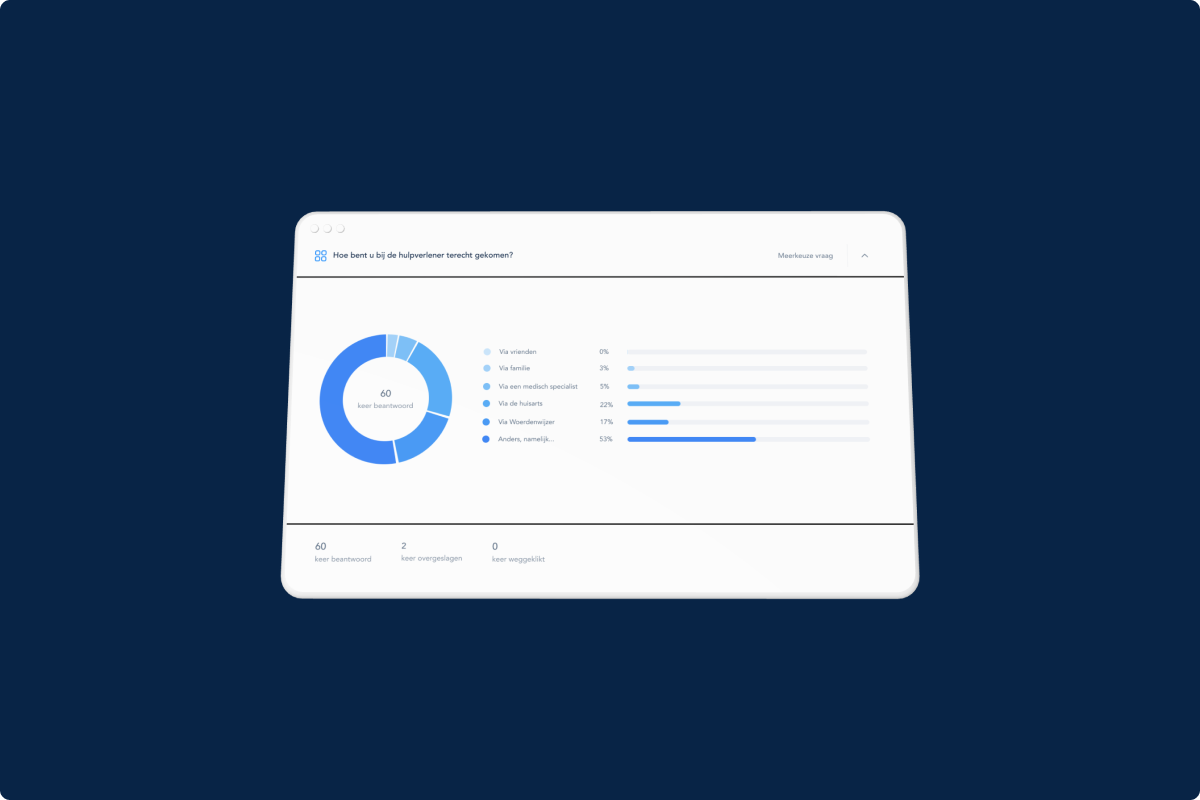 Hoe bent u bij de hulpverlener terecht gekomen?
Meerkeuze vraag
60
keer beantwoord
Via vrienden 0%
Via familie 3%
Via een medisch specialist 5%
Via de huisarts 22%
Via Woerdenwijzer 17%
Anders, namelijk... 53%
60
keer beantwoord
2
keer overgeslagen
0
keer weggeklikt